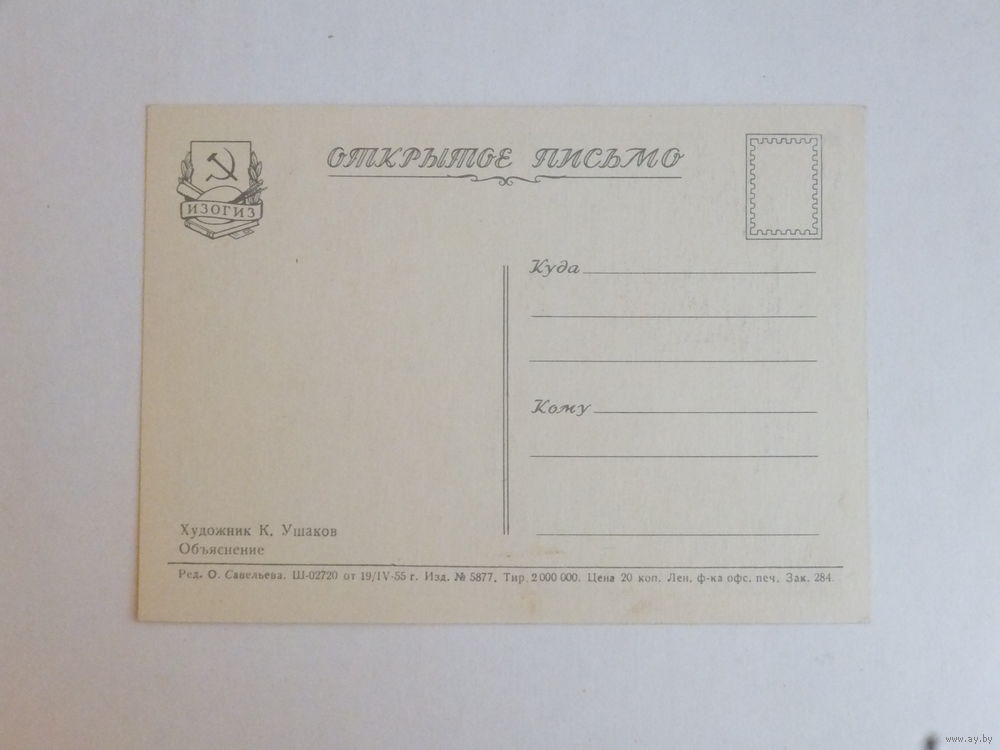 ОТКРЫТОЕ ПИСЬМО
ИЗОГИЗ
Куда
Кому
Художник К. Ушаков
Объяснение
Ред. О. Савельева. Ш-02720 от 19/IV-55 г. Изд. № 5877. Тир. 2 000 000. Цена 20 коп. Лен. ф-ка офс. печ. Зак. 284.
www.ay.by